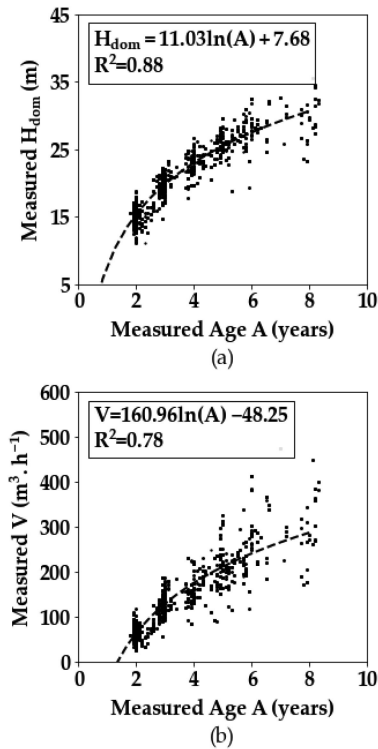 45
35
25
15
5
H_dom = 11.03ln(A) + 7.68
R²=0.88
Measured H_dom (m)
0 2 4 6 8 10
Measured Age A (years)
(a)
600
500
400
300
200
100
0
V=160.96ln(A) −48.25
R²=0.78
Measured V (m³. h⁻¹)
0 2 4 6 8 10
Measured Age A (years)
(b)